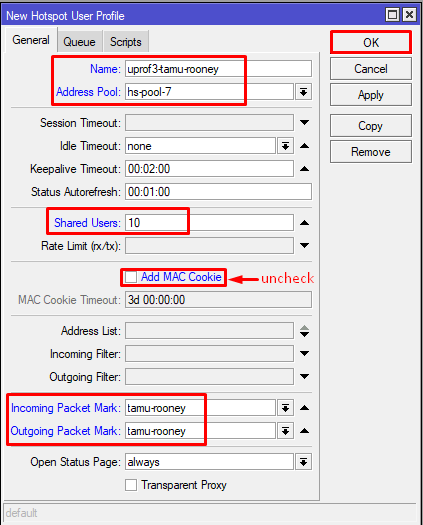 New Hotspot User Profile
General Queue Scripts
Name: uprof3-tamu-rooney
Address Pool: hs-pool-7
Session Timeout:
Idle Timeout: none
Keepalive Timeout: 00:02:00
Status Autorefresh: 00:01:00
Shared Users: 10
Rate Limit (rx/tx):
Add MAC Cookie uncheck
MAC Cookie Timeout: 3d 00:00:00
Address List:
Incoming Filter:
Outgoing Filter:
Incoming Packet Mark: tamu-rooney
Outgoing Packet Mark: tamu-rooney
Open Status Page: always
Transparent Proxy
default
OK
Cancel
Apply
Copy
Remove